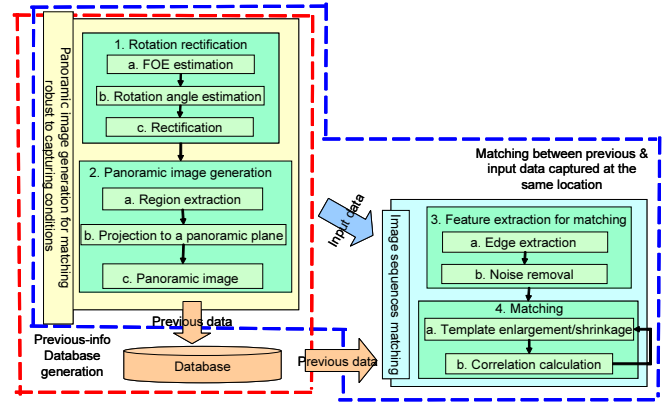 Panoramic image generation for matching
robust to capturing conditions
1. Rotation rectification
a. FOE estimation
b. Rotation angle estimation
c. Rectification
2. Panoramic image generation
a. Region extraction
b. Projection to a panoramic plane
c. Panoramic image
Previous data
Previous-info
Database
generation
Database
Previous data
Input data
Matching between previous &
input data captured at the
same location
Image sequences matching
3. Feature extraction for matching
a. Edge extraction
b. Noise removal
4. Matching
a. Template enlargement/shrinkage
b. Correlation calculation